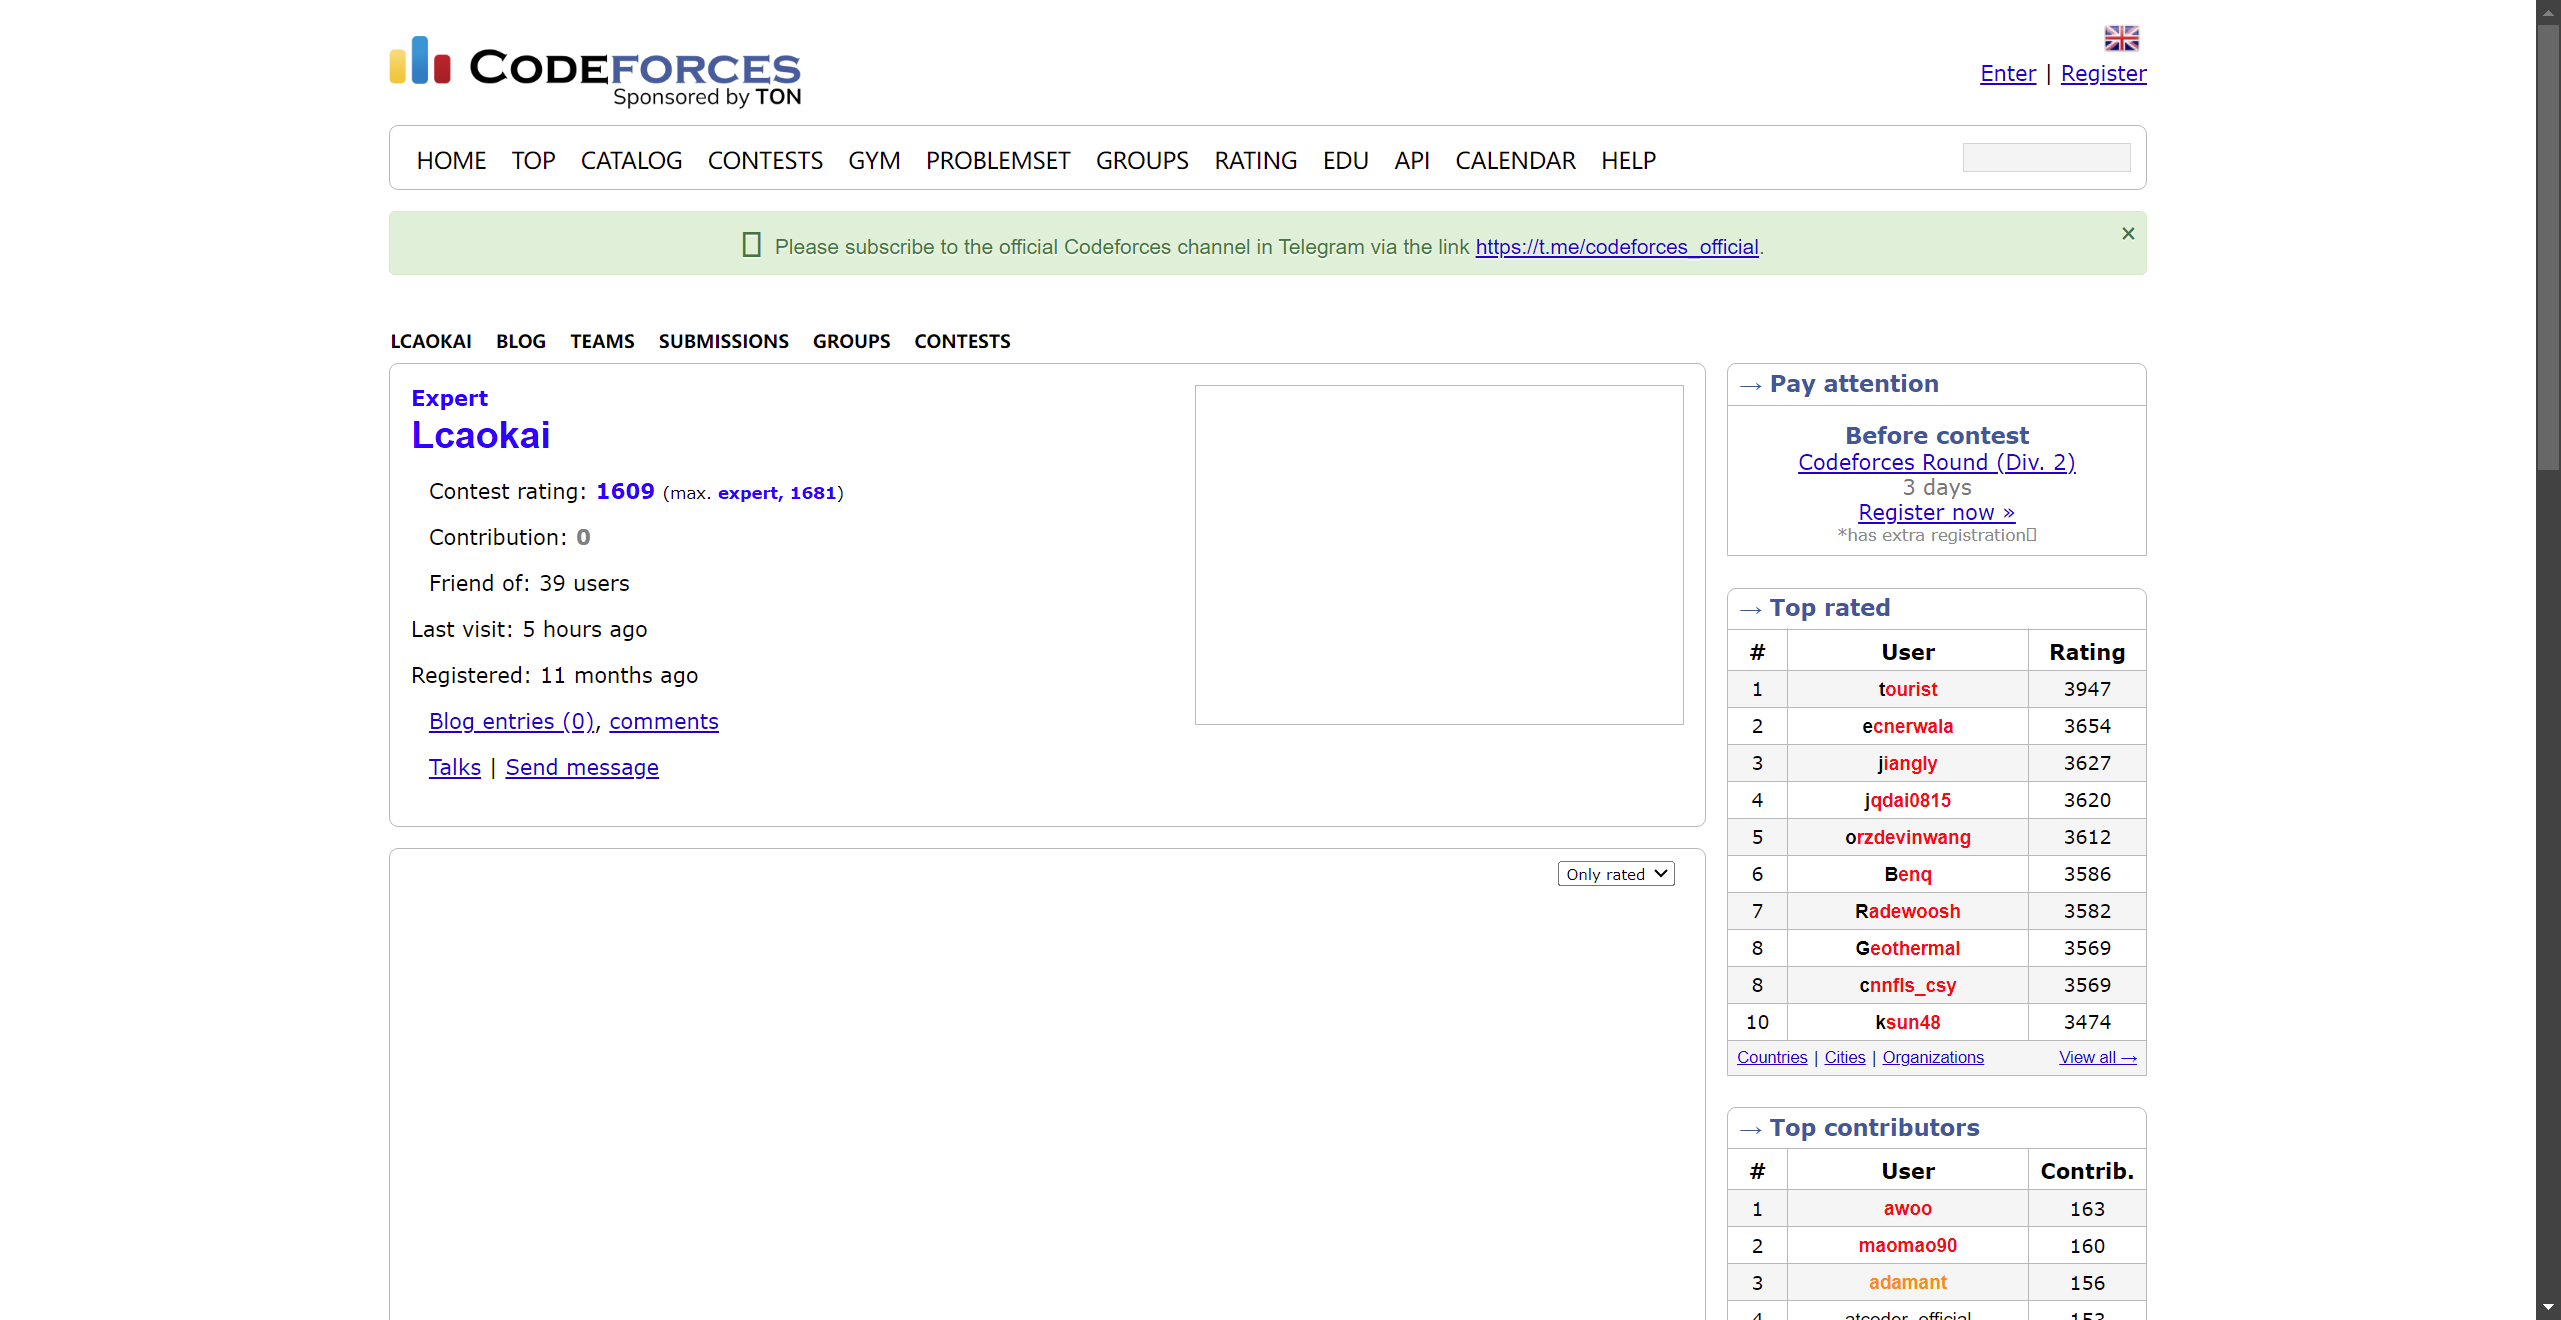 CODEFORCES
Sponsored by TON
Enter | Register
HOME TOP CATALOG CONTESTS GYM PROBLEMSET GROUPS RATING EDU API CALENDAR HELP
Please subscribe to the official Codeforces channel in Telegram via the link https://t.me/codeforces_official.
×
LCAOKAI BLOG TEAMS SUBMISSIONS GROUPS CONTESTS
Expert
Lcaokai
Contest rating: 1609 (max. expert, 1681)
Contribution: 0
Friend of: 39 users
Last visit: 5 hours ago
Registered: 11 months ago
Blog entries (0), comments
Talks | Send message
Only rated
→ Pay attention
Before contest
Codeforces Round (Div. 2)
3 days
Register now »
*has extra registration
→ Top rated
# User Rating
1 tourist 3947
2 ecnerwala 3654
3 jiangly 3627
4 jqdai0815 3620
5 orzdevinwang 3612
6 Benq 3586
7 Radewoosh 3582
8 Geothermal 3569
8 cnnfls_csy 3569
10 ksun48 3474
Countries | Cities | Organizations View all →
→ Top contributors
# User Contrib.
1 awoo 163
2 maomao90 160
3 adamant 156
4 atcoder_official 153